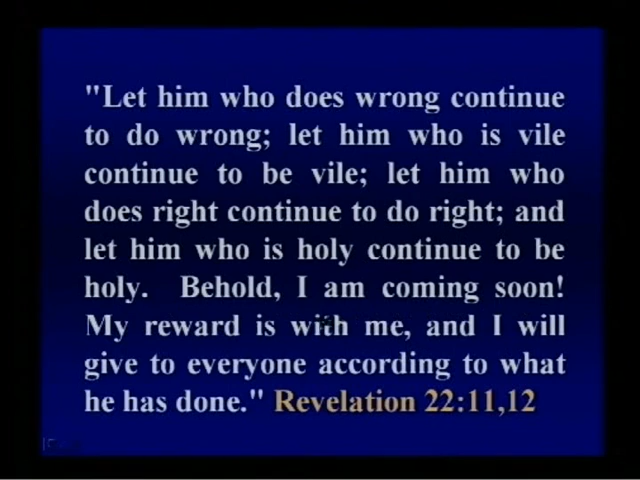 "Let him who does wrong continue
to do wrong; let him who is vile
continue to be vile; let him who
does right continue to do right; and
let him who is holy continue to be
holy. Behold, I am coming soon!
My reward is with me, and I will
give to everyone according to what
he has done." Revelation 22:11,12